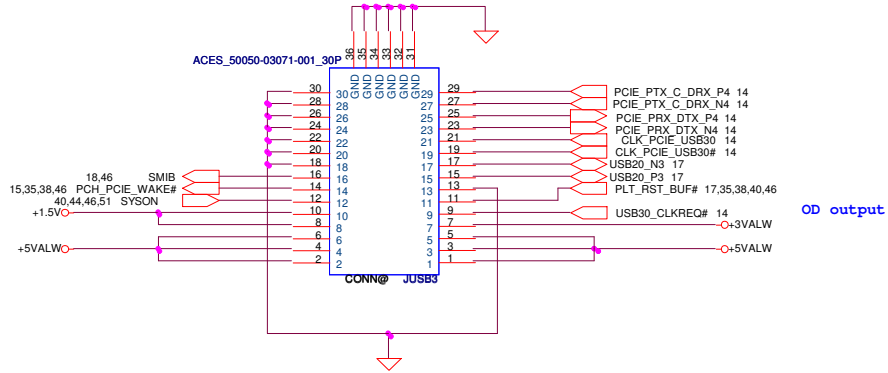 36 35 34 33 32 31
ACES_50050-03071-001_30P
GND GND GND GND GND GND
30 30 29 29 PCIE_PTX_C_DRX_P4 14
28 28 27 27 PCIE_PTX_C_DRX_N4 14
26 26 25 25 PCIE_PRX_DTX_P4 14
24 24 23 23 PCIE_PRX_DTX_N4 14
22 22 21 21 CLK_PCIE_USB30 14
20 20 19 19 CLK_PCIE_USB30# 14
18 18 17 17 USB20_N3 17
18,46 SMIB 16 16 15 15 USB20_P3 17
15,35,38,46 PCH_PCIE_WAKE# 14 14 13 13
40,44,46,51 SYSON 12 12 11 11 PLT_RST_BUF# 17,35,38,40,46
+1.5V 10 10 9 9 USB30_CLKREQ# 14 OD output
8 8 7 7 +3VALW
6 6 5 5
+5VALW 4 4 3 3 +5VALW
2 2 1 1
CONN@ JUSB3